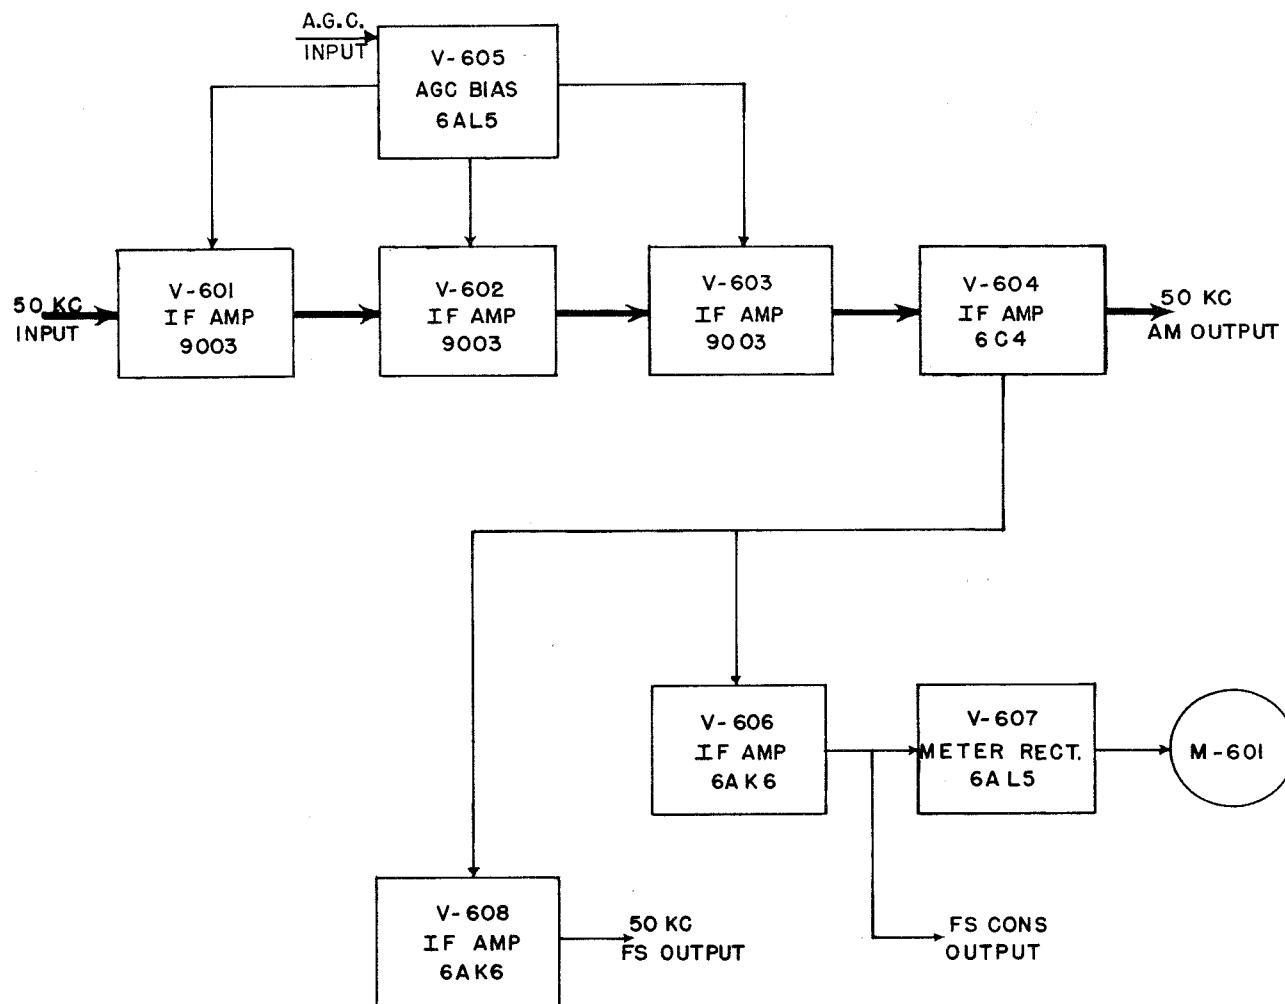 A.G.C.
INPUT
V-605
AGC BIAS
6AL5
50 KC
INPUT
V-601
IF AMP
9003
V-602
IF AMP
9003
V-603
IF AMP
9003
V-604
IF AMP
6C4
50 KC
AM OUTPUT
V-606
IF AMP
6AK6
V-607
METER RECT.
6AL5
M-601
V-608
IF AMP
6AK6
50 KC
FS OUTPUT
FS CONS
OUTPUT